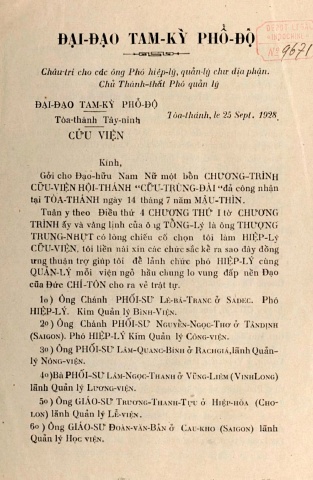 DÉPÔT LÉGAL
INDOCHINE
Nº 9671
ĐẠI-ĐẠO TAM-KỲ PHỔ-ĐỘ
Châu-tri cho các ông Phó hiệp-lý, quản-lý chư địa phận.
Chủ Thánh-thất Phó quản lý
ĐẠI-ĐẠO TAM-KỲ PHỔ-ĐỘ
Tòa-thánh Tây-ninh
CỬU VIỆN
Tòa-thánh, le 25 Sept. 1928
Kính,
Gởi cho Đạo-hữu Nam Nữ một bổn CHƯƠNG-TRÌNH
CỬU-VIỆN HỘI-THÁNH "CỬU-TRÙNG-ĐÀI" đã công nhận
tại TÒA-THÁNH ngày 14 tháng 7 năm MẬU-THÌN.
Tuân y theo Điều thứ 4 CHƯƠNG THỨ I tờ CHƯƠNG
TRÌNH ấy và vâng lịnh của ông TỔNG-Lý là ông THƯỢNG
TRUNG-NHỰT có lòng chiếu cố chọn tôi làm HIỆP-Lý
CỬU-VIỆN, tôi liền nài xin các chức sắc kể ra sau đây đồng
ưng thuận trợ giúp tôi để lãnh chức phó HIỆP-LÝ cùng
QUẢN-LÝ mỗi viện ngỏ hầu chung lo vung đấp nền Đạo
của Đức CHÍ-TÔN cho ra vẻ trật tự.
1o) Ông Chánh PHỐI-SƯ LÊ-BÁ-TRANG ở SADEC. Phó
HIỆP-LÝ. Kim Quản lý BINH-VIỆN.
2o) Ông Chánh PHỐI-SƯ NGUYỄN-NGỌC-THƠ ở TÂNDỊNH
(SAIGON). Phó HIỆP-LÝ Kim Quản lý CÔNG-VIỆN.
3o) Ông PHỐI-SƯ LÂM-QUANG-BÍNH ở RACHGIÁ, lãnh Quản-
lý NÔNG-VIỆN.
4o) Bà PHỐI-SƯ LÂM-NGỌC-THANH ở VŨNG-LIÊM (VINHLONG)
lãnh Quản lý LƯƠNG-VIỆN.
5o) Ông GIÁO-SƯ TRƯƠNG-THANH-TỰU ở HIỆP-HÒA (CHO-
LON) lãnh Quản lý LỄ-VIỆN.
6o) Ông GIÁO-SƯ ĐOÀN-VĂN-BẢN ở CAU-KHO (SAIGON) lãnh
Quản lý HỌC VIỆN.